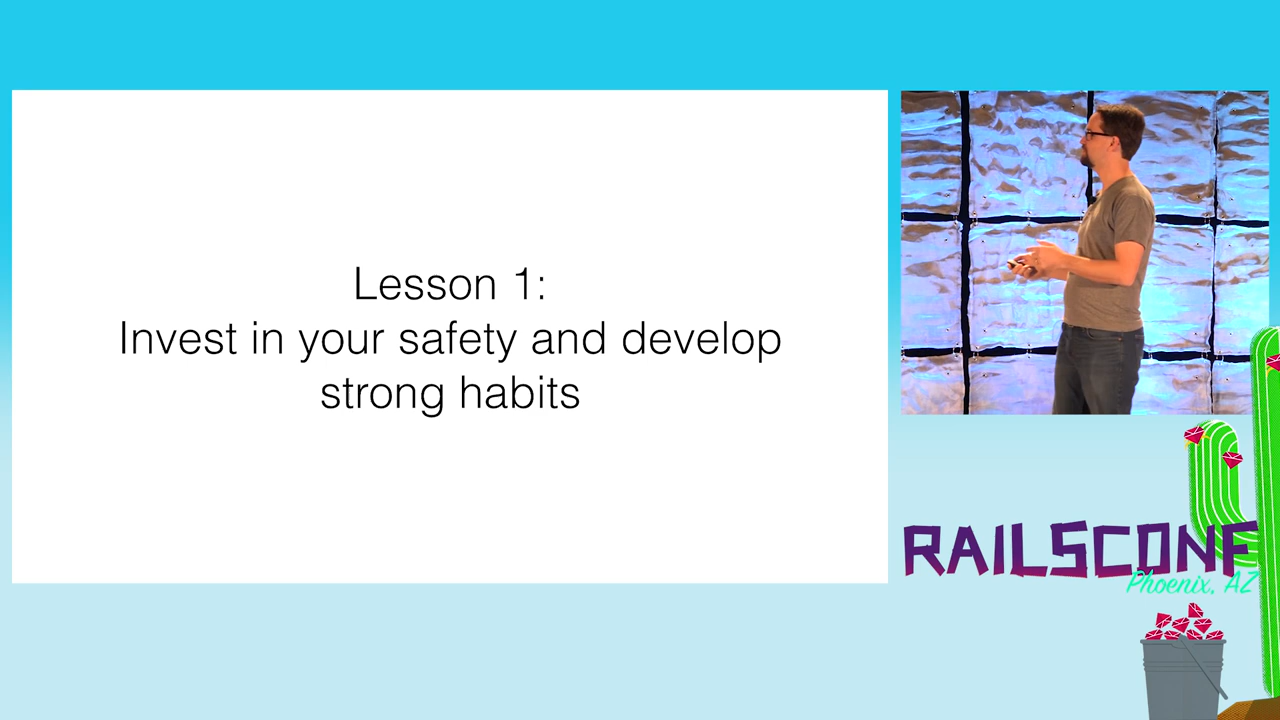 Lesson 1:
Invest in your safety and develop
strong habits
RAILSCONF
Phoenix, AZ